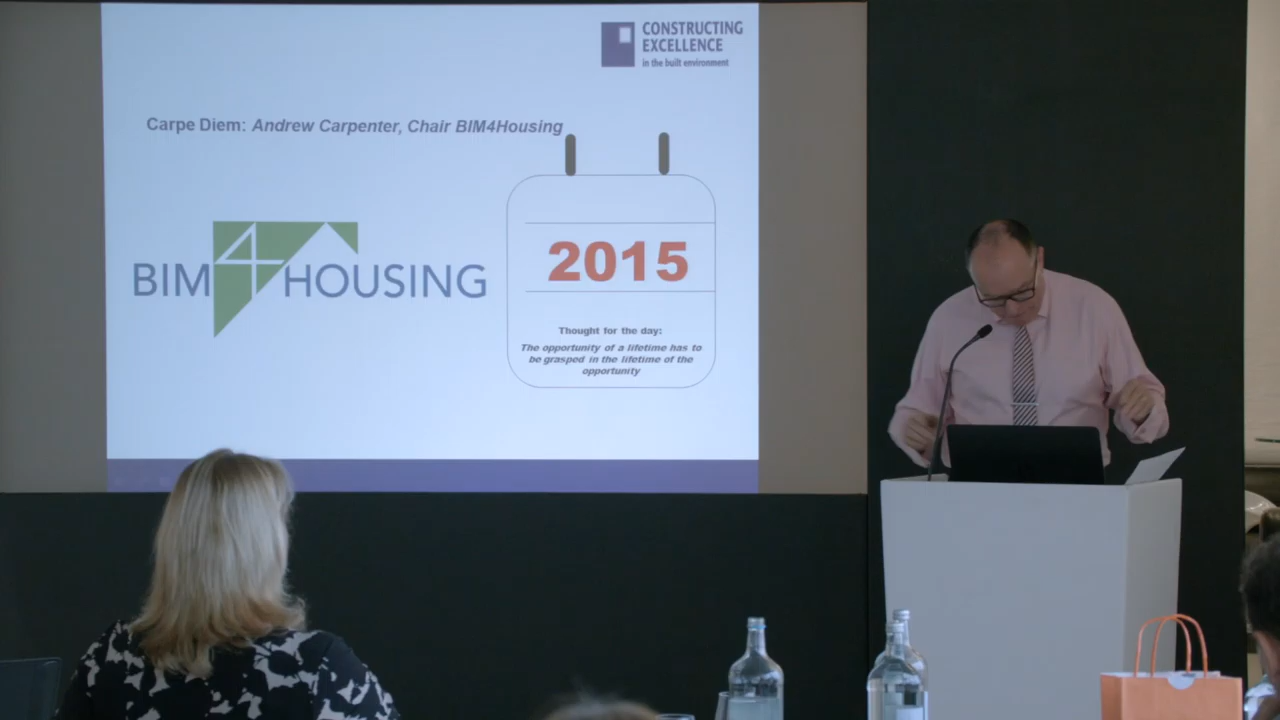 CONSTRUCTING
EXCELLENCE
in the built environment
Carpe Diem: Andrew Carpenter, Chair BIM4Housing
BIM4HOUSING
2015
Thought for the day:
The opportunity of a lifetime has to
be grasped in the lifetime of the
opportunity